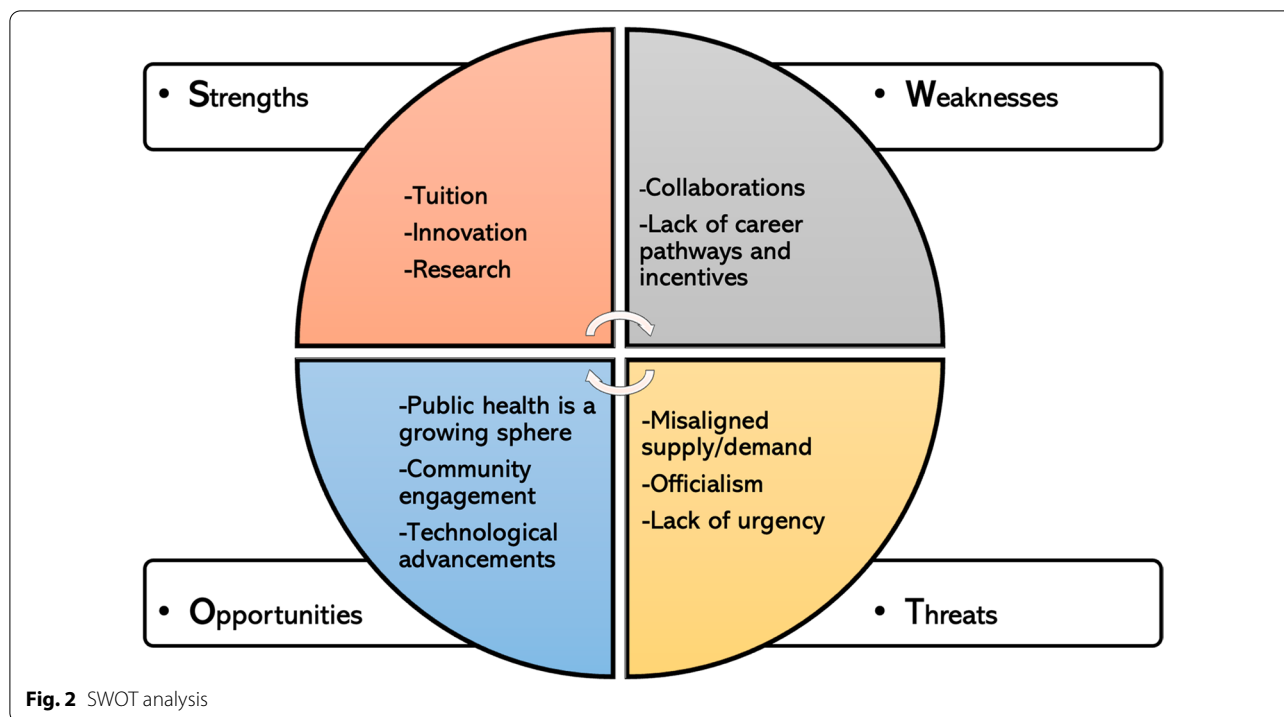 • Strengths
-Tuition
-Innovation
-Research
• Weaknesses
-Collaborations
-Lack of career
pathways and
incentives
-Public health is a
growing sphere
-Community
engagement
-Technological
advancements
• Opportunities
-Misaligned
supply/demand
-Officialism
-Lack of urgency
• Threats
Fig. 2 SWOT analysis